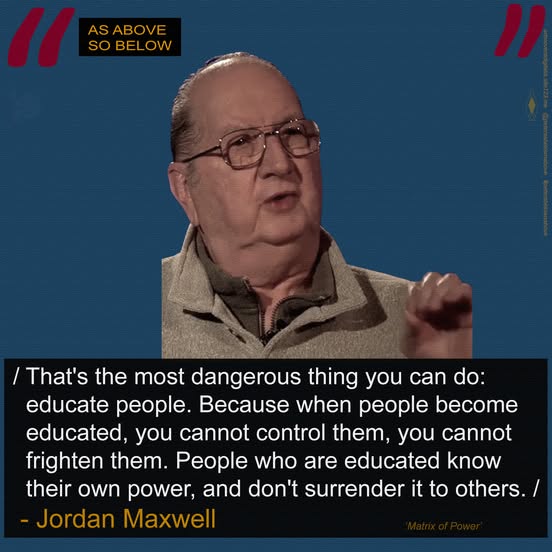 AS ABOVE
SO BELOW
/ That's the most dangerous thing you can do:
educate people. Because when people become
educated, you cannot control them, you cannot
frighten them. People who are educated know
their own power, and don't surrender it to others. /
- Jordan Maxwell
'Matrix of Power'